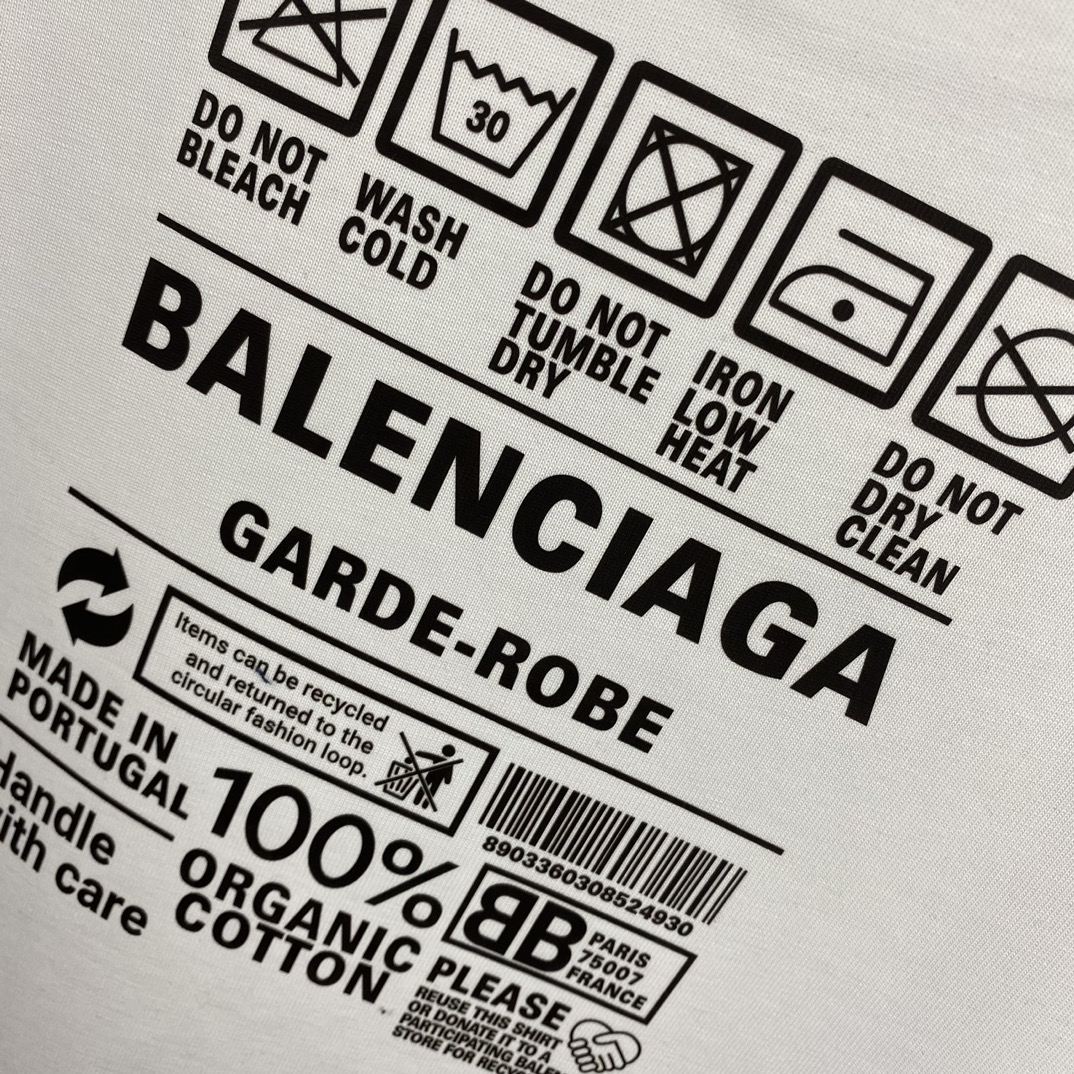 DO NOT
BLEACH
30
WASH
COLD
DO NOT
TUMBLE
DRY
IRON
LOW
HEAT
DO NOT
DRY
CLEAN
BALENCIAGA
GARDE-ROBE
MADE IN
PORTUGAL
Items can be recycled
and returned to the
circular fashion loop.
Handle
with care
100%
ORGANIC
COTTON
8903360308524930
BB
PARIS
75007
FRANCE
PLEASE
REUSE THIS SHIRT
OR DONATE IT TO A
PARTICIPATING
STORE FOR